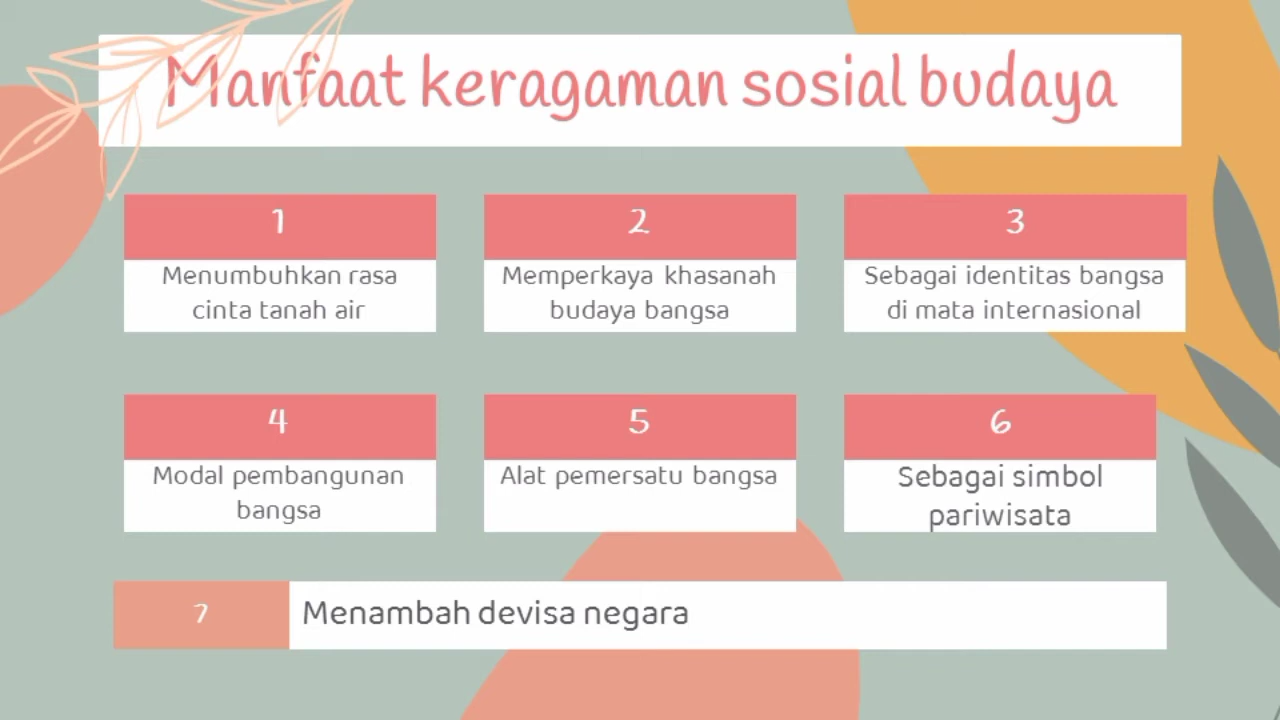 Manfaat keragaman sosial budaya
1
Menumbuhkan rasa
cinta tanah air
2
Memperkaya khasanah
budaya bangsa
3
Sebagai identitas bangsa
di mata internasional
4
Modal pembangunan
bangsa
5
Alat pemersatu bangsa
6
Sebagai simbol
pariwisata
7
Menambah devisa negara